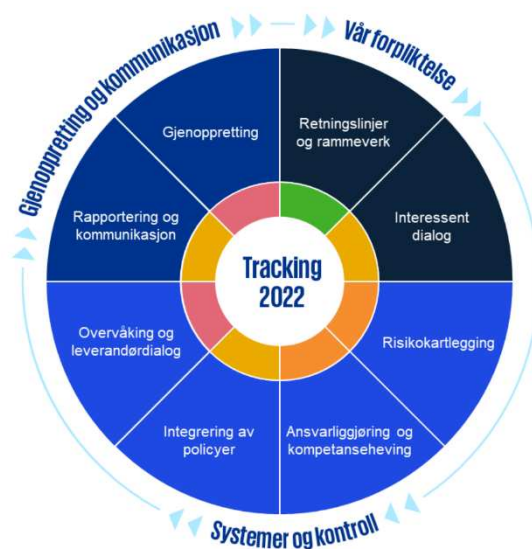 Gjenoppretting og kommunikasjon
Vår forpliktelse
Gjenoppretting
Retningslinjer
og rammeverk
Rapportering og
kommunikasjon
Interessent
dialog
Tracking
2022
Overvåking og
leverandørdialog
Risikokartlegging
Integrering av
policyer
Ansvarliggjøring og
kompetanseheving
Systemer og kontroll